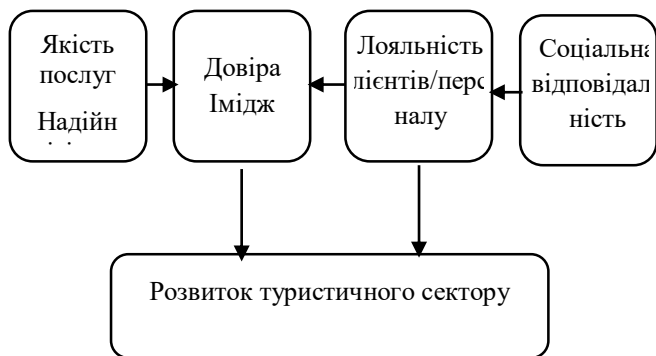 Якість
послуг
Надійн
Довіра
Імідж
Лояльність
лієнтів/перс
налу
Соціальна
відповідал
ність
Розвиток туристичного сектору